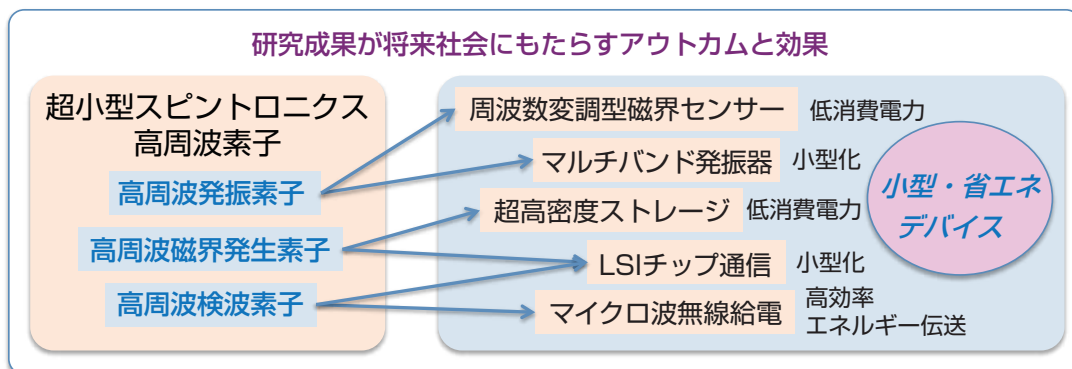 研究成果が将来社会にもたらすアウトカムと効果
超小型スピントロニクス
高周波素子
高周波発振素子
高周波磁界発生素子
高周波検波素子
周波数変調型磁界センサー 低消費電力
マルチバンド発振器 小型化
超高密度ストレージ 低消費電力
LSIチップ通信 小型化
マイクロ波無線給電 高効率
エネルギー伝送
小型・省エネ
デバイス